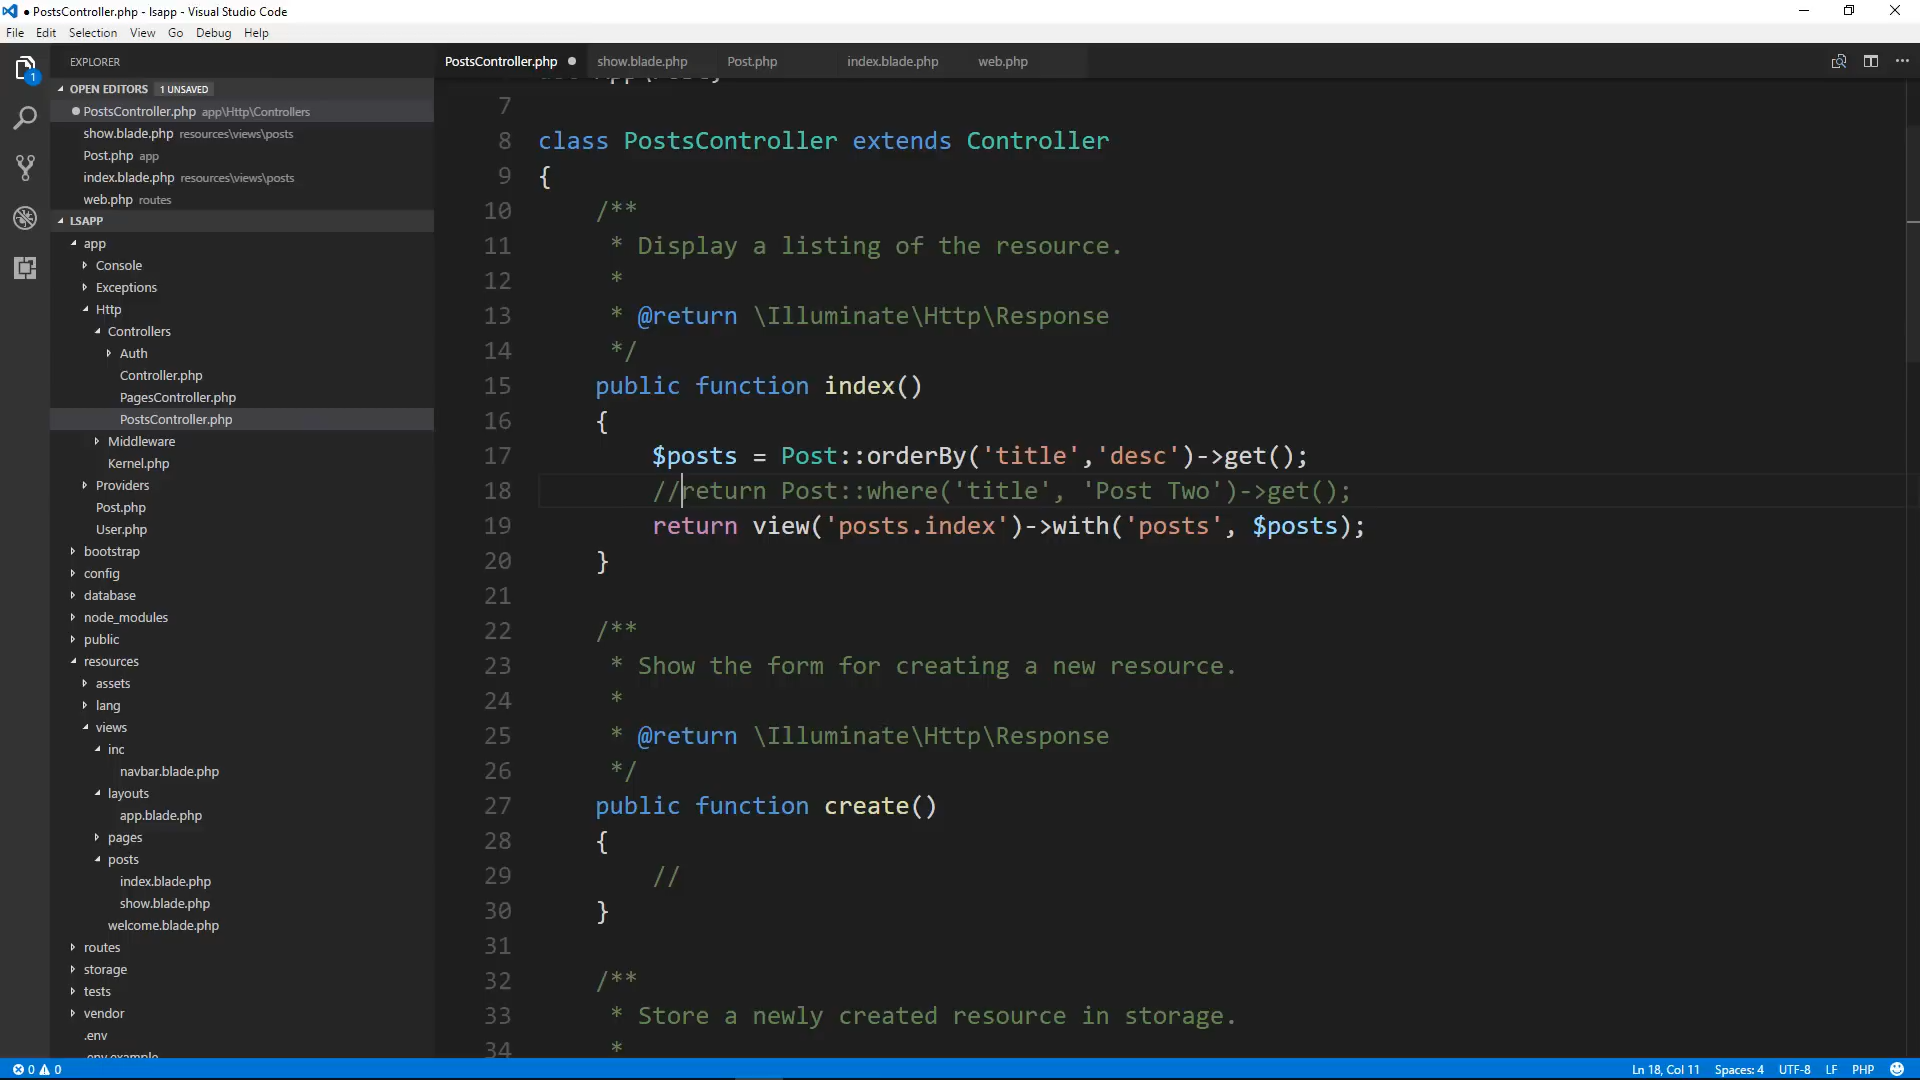 PostsController.php - lsapp - Visual Studio Code
File Edit Selection View Go Debug Help
EXPLORER
1
OPEN EDITORS 1 UNSAVED
PostsController.php app\Http\Controllers
show.blade.php resources\views\posts
Post.php app
index.blade.php resources\views\posts
web.php routes
LSAPP
app
Console
Exceptions
Http
Controllers
Auth
Controller.php
PagesController.php
PostsController.php
Middleware
Kernel.php
Providers
Post.php
User.php
bootstrap
config
database
node_modules
public
resources
assets
lang
views
inc
navbar.blade.php
layouts
app.blade.php
pages
posts
index.blade.php
show.blade.php
welcome.blade.php
routes
storage
tests
vendor
.env
.env.example
PostsController.php show.blade.php Post.php index.blade.php web.php
7
8 class PostsController extends Controller
9 {
10 /**
11 * Display a listing of the resource.
12 *
13 * @return \Illuminate\Http\Response
14 */
15 public function index()
16 {
17 $posts = Post::orderBy('title','desc')->get();
18 //return Post::where('title', 'Post Two')->get();
19 return view('posts.index')->with('posts', $posts);
20 }
21
22 /**
23 * Show the form for creating a new resource.
24 *
25 * @return \Illuminate\Http\Response
26 */
27 public function create()
28 {
29 //
30 }
31
32 /**
33 * Store a newly created resource in storage.
34 *
0 0 Ln 18, Col 11 Spaces: 4 UTF-8 LF PHP